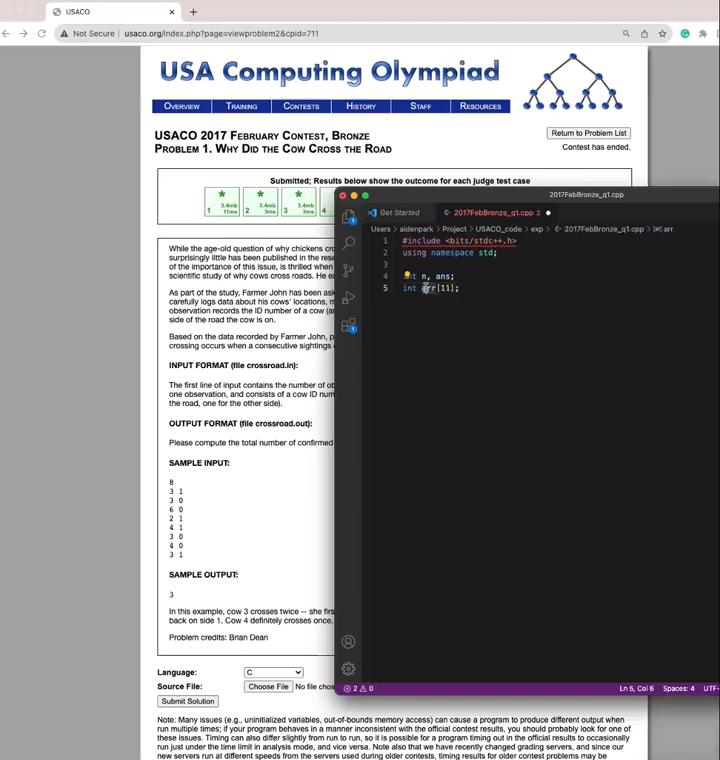 USACO
Not Secure | usaco.org/index.php?page=viewproblem2&cpid=711
USA Computing Olympiad
OVERVIEW TRAINING CONTESTS HISTORY STAFF RESOURCES
USACO 2017 FEBRUARY CONTEST, BRONZE
PROBLEM 1. WHY DID THE COW CROSS THE ROAD
Return to Problem List
Contest has ended.
Submitted; Results below show the outcome for each judge test case
* * *
1 3.4mb 11ms 2 3.4mb 3ms 3 3.4mb 3ms 4
While the age-old question of why chickens
surprisingly little has been published in the
of the importance of this issue, is thrilled when
scientific study of why cows cross roads. He
As part of the study, Farmer John has been
carefully logs data about his cows' locations,
observation records the ID number of a cow
side of the road the cow is on.
Based on the data recorded by Farmer John,
crossing occurs when a consecutive sightings
INPUT FORMAT (file crossroad.in):
The first line of input contains the number of
one observation, and consists of a cow ID
the road, one for the other side).
OUTPUT FORMAT (file crossroad.out):
Please compute the total number of confirmed
SAMPLE INPUT:
8
3 1
3 0
6 0
2 1
4 1
3 0
4 0
3 1
SAMPLE OUTPUT:
3
In this example, cow 3 crosses twice -- she
back on side 1. Cow 4 definitely crosses once.
Problem credits: Brian Dean
Language: C
Source File: Choose File No file
Submit Solution
Note: Many issues (e.g., uninitialized variables, out-of-bounds memory access) can cause a program to produce different output when
run multiple times; if your program behaves in a manner inconsistent with the official contest results, you should probably look for one of
these issues. Timing can also differ slightly from run to run, so it is possible for a program timing out in the official results to occasionally
run just under the time limit in analysis mode, and vice versa. Note also that we have recently changed grading servers, and since our
new servers run at different speeds from the servers used during older contests, timing results for older contest problems may be
2017FebBronze_q1.cpp
Get Started 2017FebBronze_q1.cpp 2
Users > aidenpark > Project > USACO_code > exp > 2017FebBronze_q1.cpp > arr
1 #include <bits/stdc++.h>
2 using namespace std;
3
4 int n, ans;
5 int arr[11];
2 0
Ln 5, Col 6 Spaces: 4 UTF-